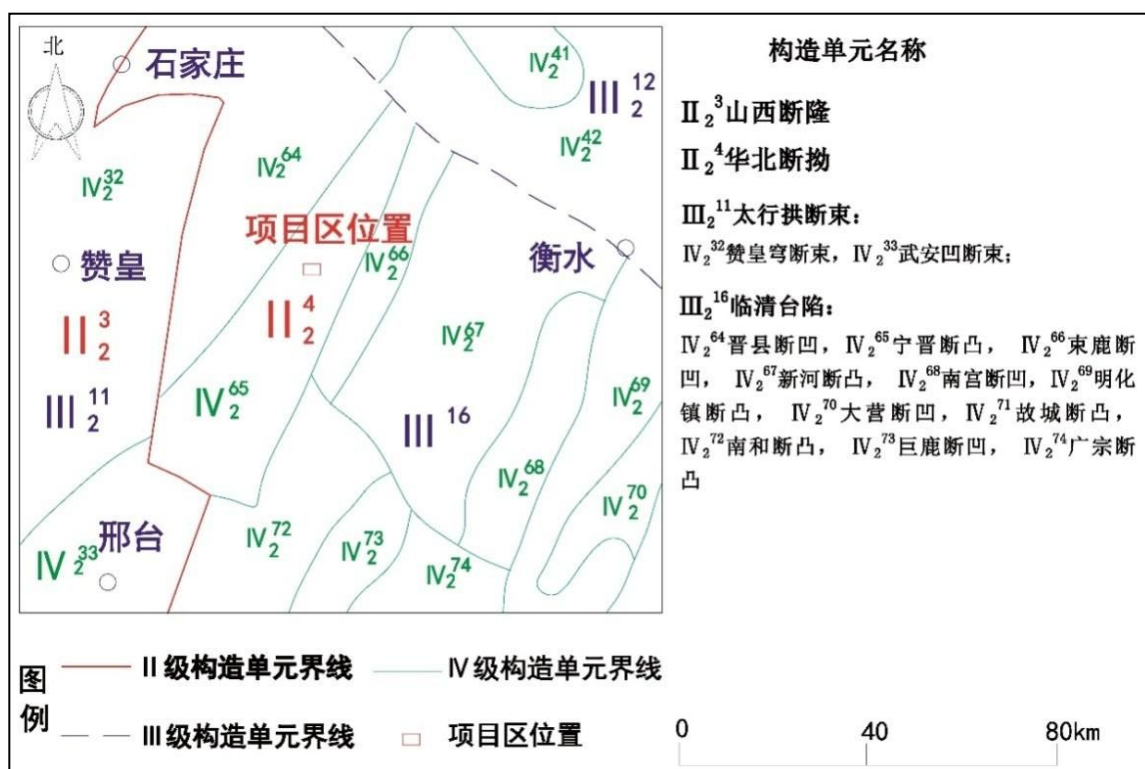 北
石家庄
Ⅳ₂⁴¹
Ⅲ₂¹²
Ⅳ₂⁴²
Ⅳ₂⁶⁴
Ⅳ₂³²
项目区位置
Ⅳ₂⁶⁶
衡水
赞皇
Ⅱ₂³
Ⅱ₂⁴
Ⅳ₂⁶⁷
Ⅳ₂⁶⁵
Ⅳ₂⁶⁹
Ⅲ₂¹¹
Ⅲ¹⁶
Ⅳ₂⁶⁸
Ⅳ₂⁷⁰
邢台
Ⅳ₂³³
Ⅳ₂⁷²
Ⅳ₂⁷³
Ⅳ₂⁷⁴
构造单元名称
Ⅱ₂³山西断隆
Ⅱ₂⁴华北断拗
Ⅲ₂¹¹太行拱断束:
Ⅳ₂³²赞皇穹断束, Ⅳ₂³³武安凹断束;
Ⅲ₂¹⁶临清台陷:
Ⅳ₂⁶⁴晋县断凹, Ⅳ₂⁶⁵宁晋断凸, Ⅳ₂⁶⁶束鹿断
凹, Ⅳ₂⁶⁷新河断凸, Ⅳ₂⁶⁸南宫断凹, Ⅳ₂⁶⁹明化
镇断凸, Ⅳ₂⁷⁰大营断凹, Ⅳ₂⁷¹故城断凸,
Ⅳ₂⁷²南和断凸, Ⅳ₂⁷³巨鹿断凹, Ⅳ₂⁷⁴广宗断
凸
图例
Ⅱ级构造单元界线
Ⅳ级构造单元界线
Ⅲ级构造单元界线
项目区位置
0 40 80km